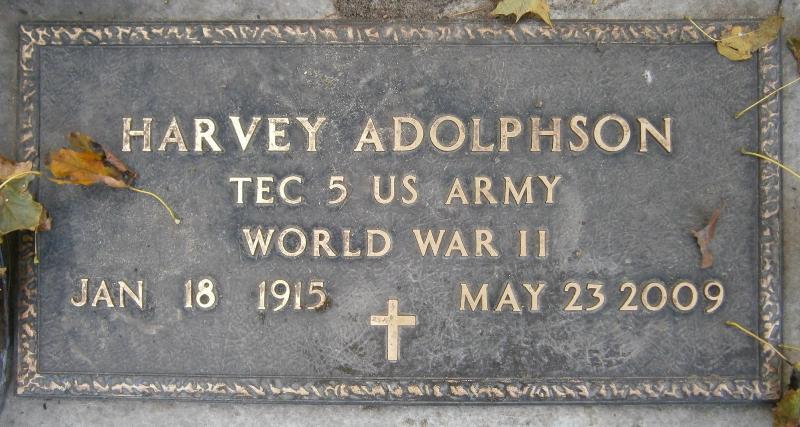 HARVEY ADOLPHSON
TEC 5 US ARMY
WORLD WAR II
JAN 18 1915 MAY 23 2009